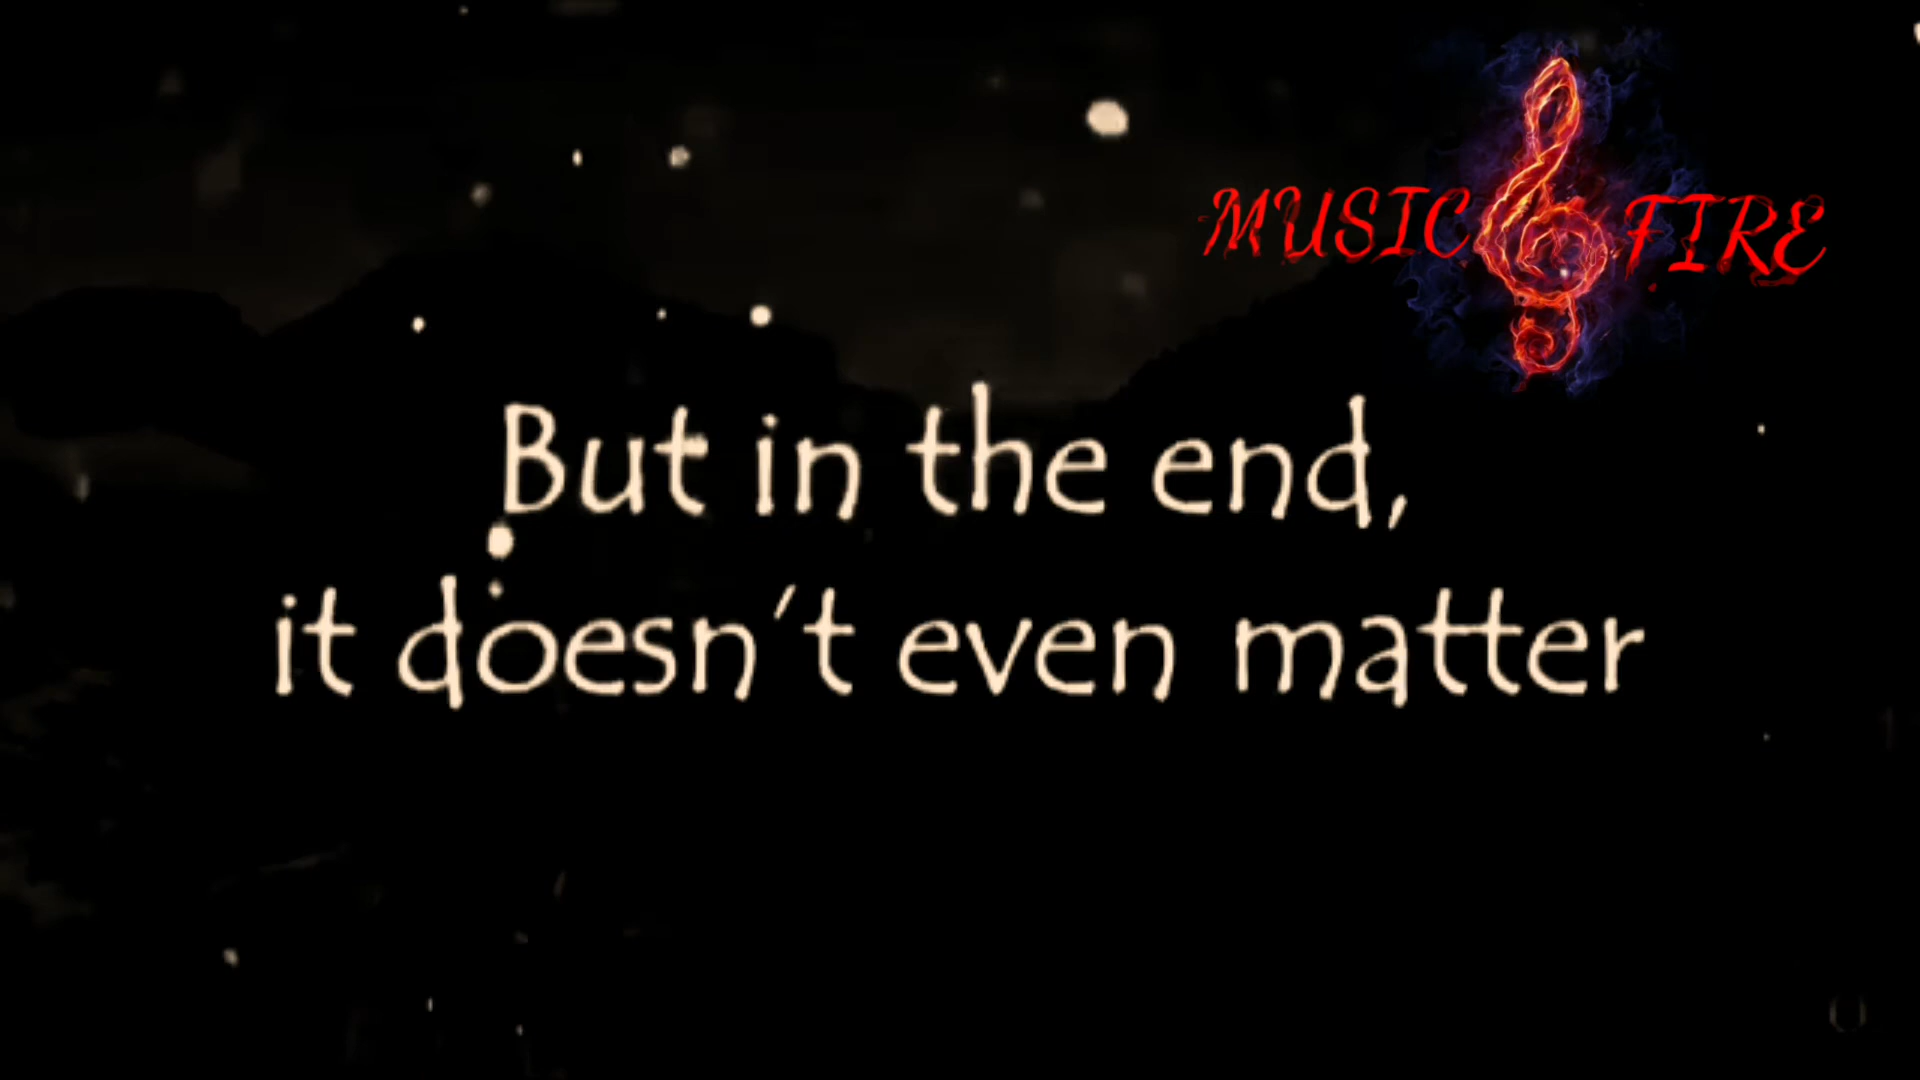 MUSIC FIRE
But in the end,
it doesn't even matter